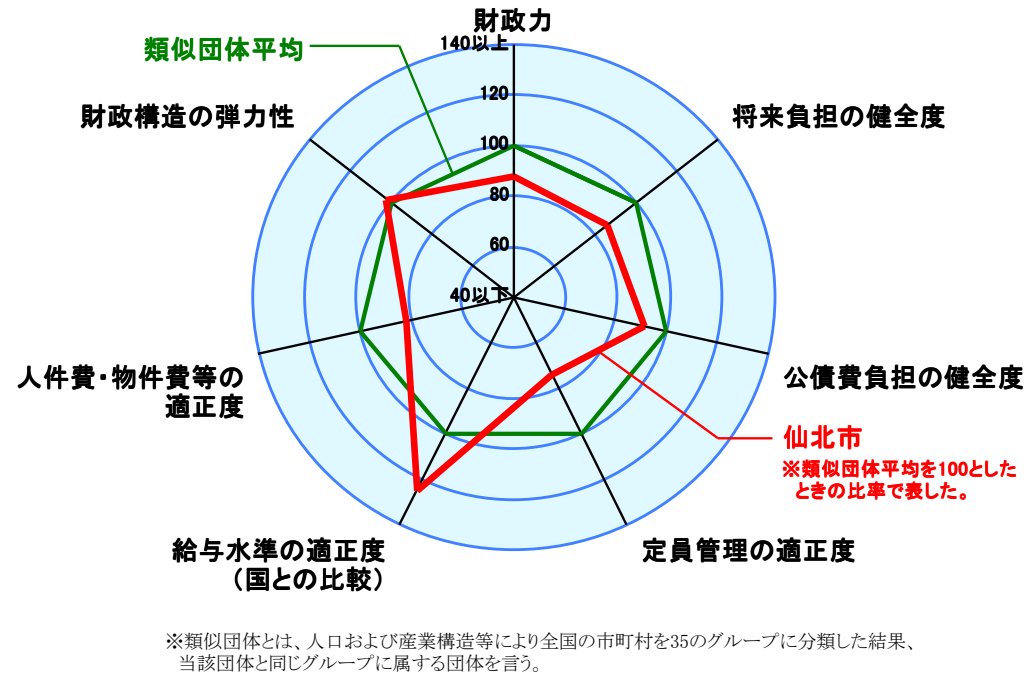 財政力
140以上
類似団体平均
120
財政構造の弾力性
将来負担の健全度
100
80
60
40以下
人件費・物件費等の
適正度
公債費負担の健全度
仙北市
※類似団体平均を100とした
ときの比率で表した。
給与水準の適正度
（国との比較）
定員管理の適正度
※類似団体とは、人口および産業構造等により全国の市町村を35のグループに分類した結果、
当該団体と同じグループに属する団体を言う。